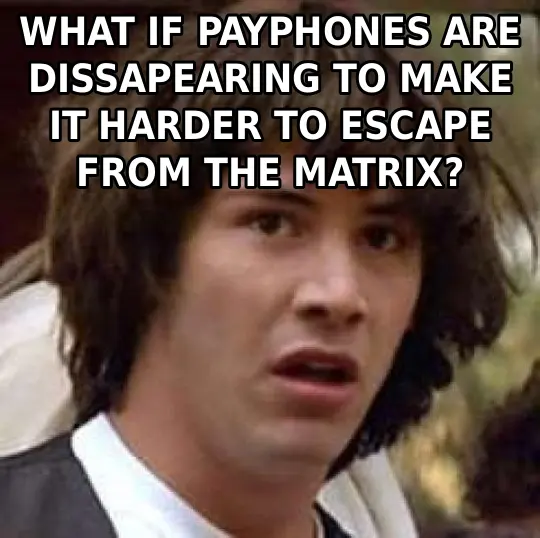 WHAT IF PAYPHONES ARE
DISSAPEARING TO MAKE
IT HARDER TO ESCAPE
FROM THE MATRIX?